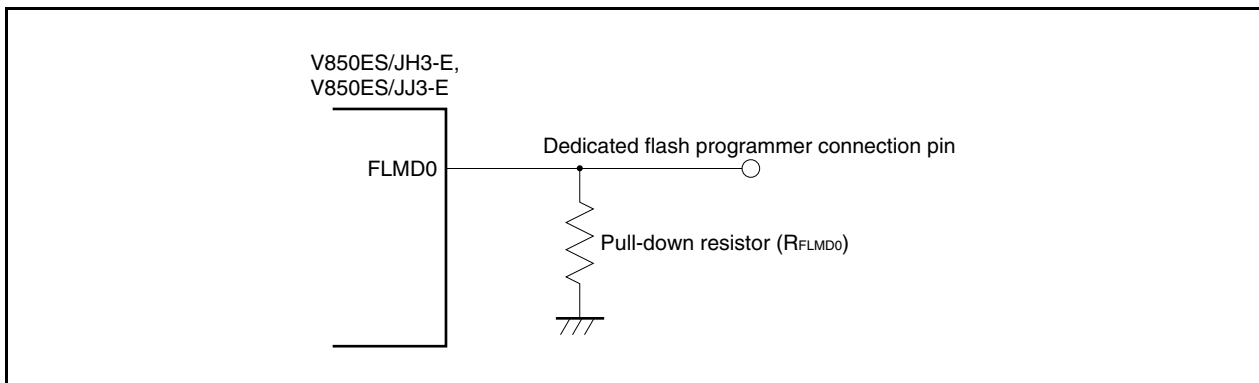 V850ES/JH3-E,
V850ES/JJ3-E
Dedicated flash programmer connection pin
FLMD0
Pull-down resistor (RFLMD0)